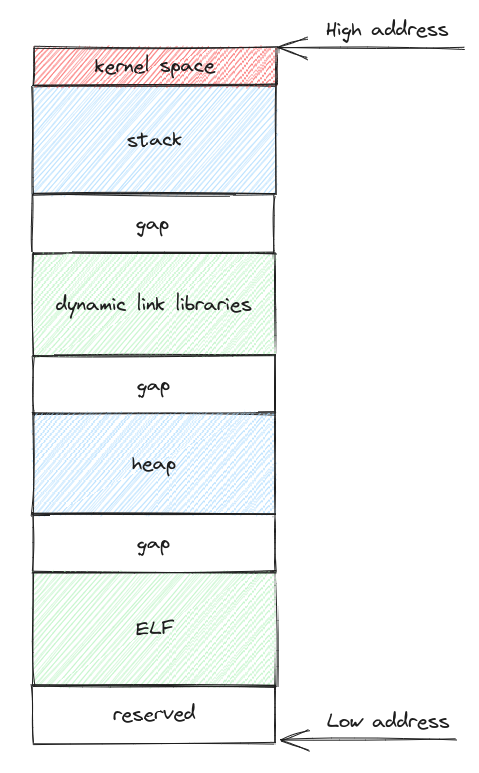 High address
kernel space
stack
gap
dynamic link libraries
gap
heap
gap
ELF
reserved
Low address